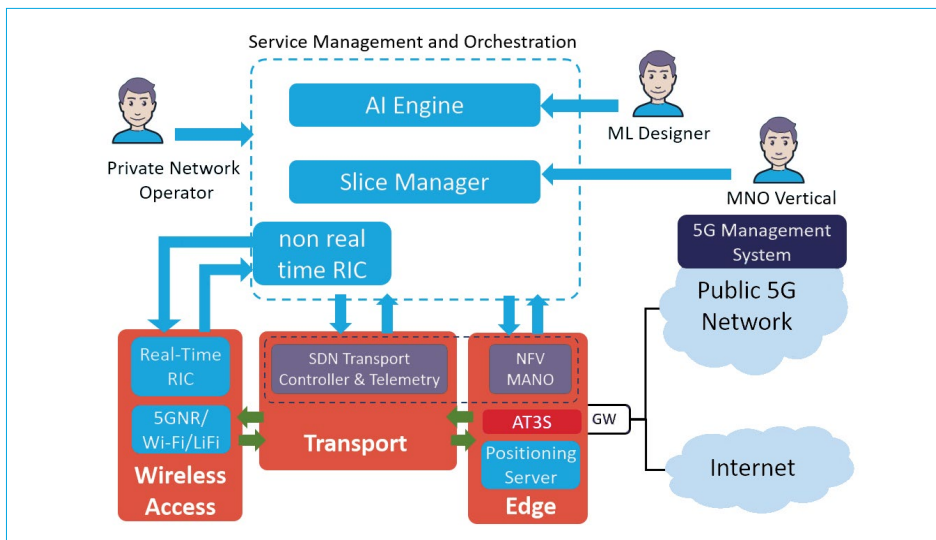 Service Management and Orchestration
AI Engine
ML Designer
Private Network
Operator
Slice Manager
MNO Vertical
5G Management
System
non real
time RIC
Public 5G
Network
Real-Time
RIC
SDN Transport
Controller & Telemetry
NFV
MANO
5GNR/
Wi-Fi/LiFi
Transport
AT3S
GW
Positioning
Server
Wireless
Access
Edge
Internet